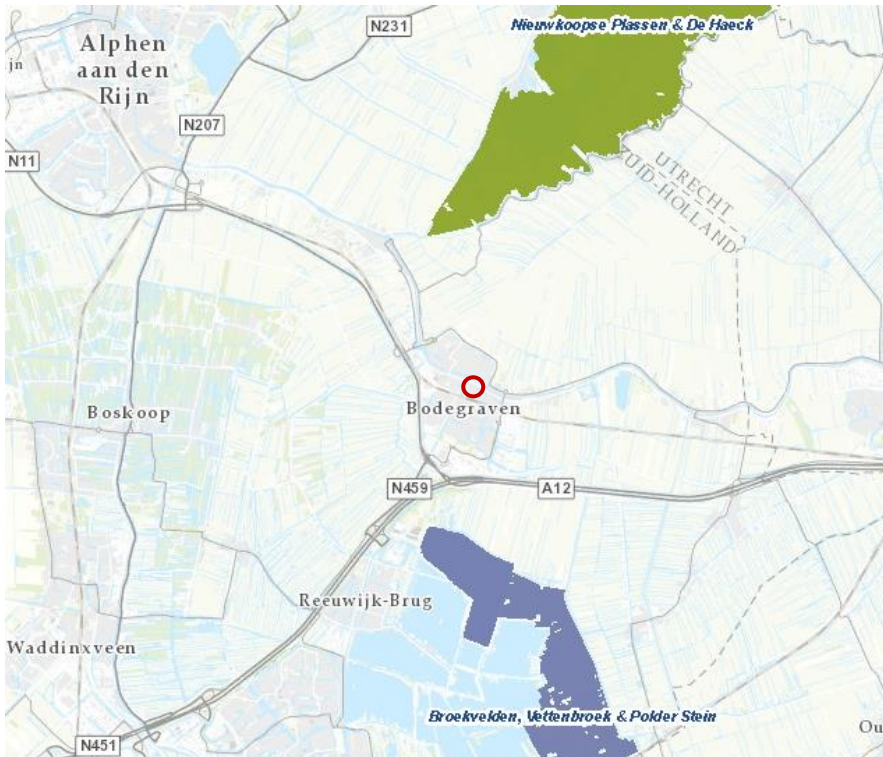 Nieuwkoopse Plassen & De Haeck
N231
Alphen
aan den
Rijn
jn
N207
N11
UTRECHT
ZUID-HOLLAND
Boskoop
Bodegraven
N459
A12
Reeuwijk-Brug
Waddinxveen
Broekvelden, Vettenbroek & Polder Stein
Ou
N451